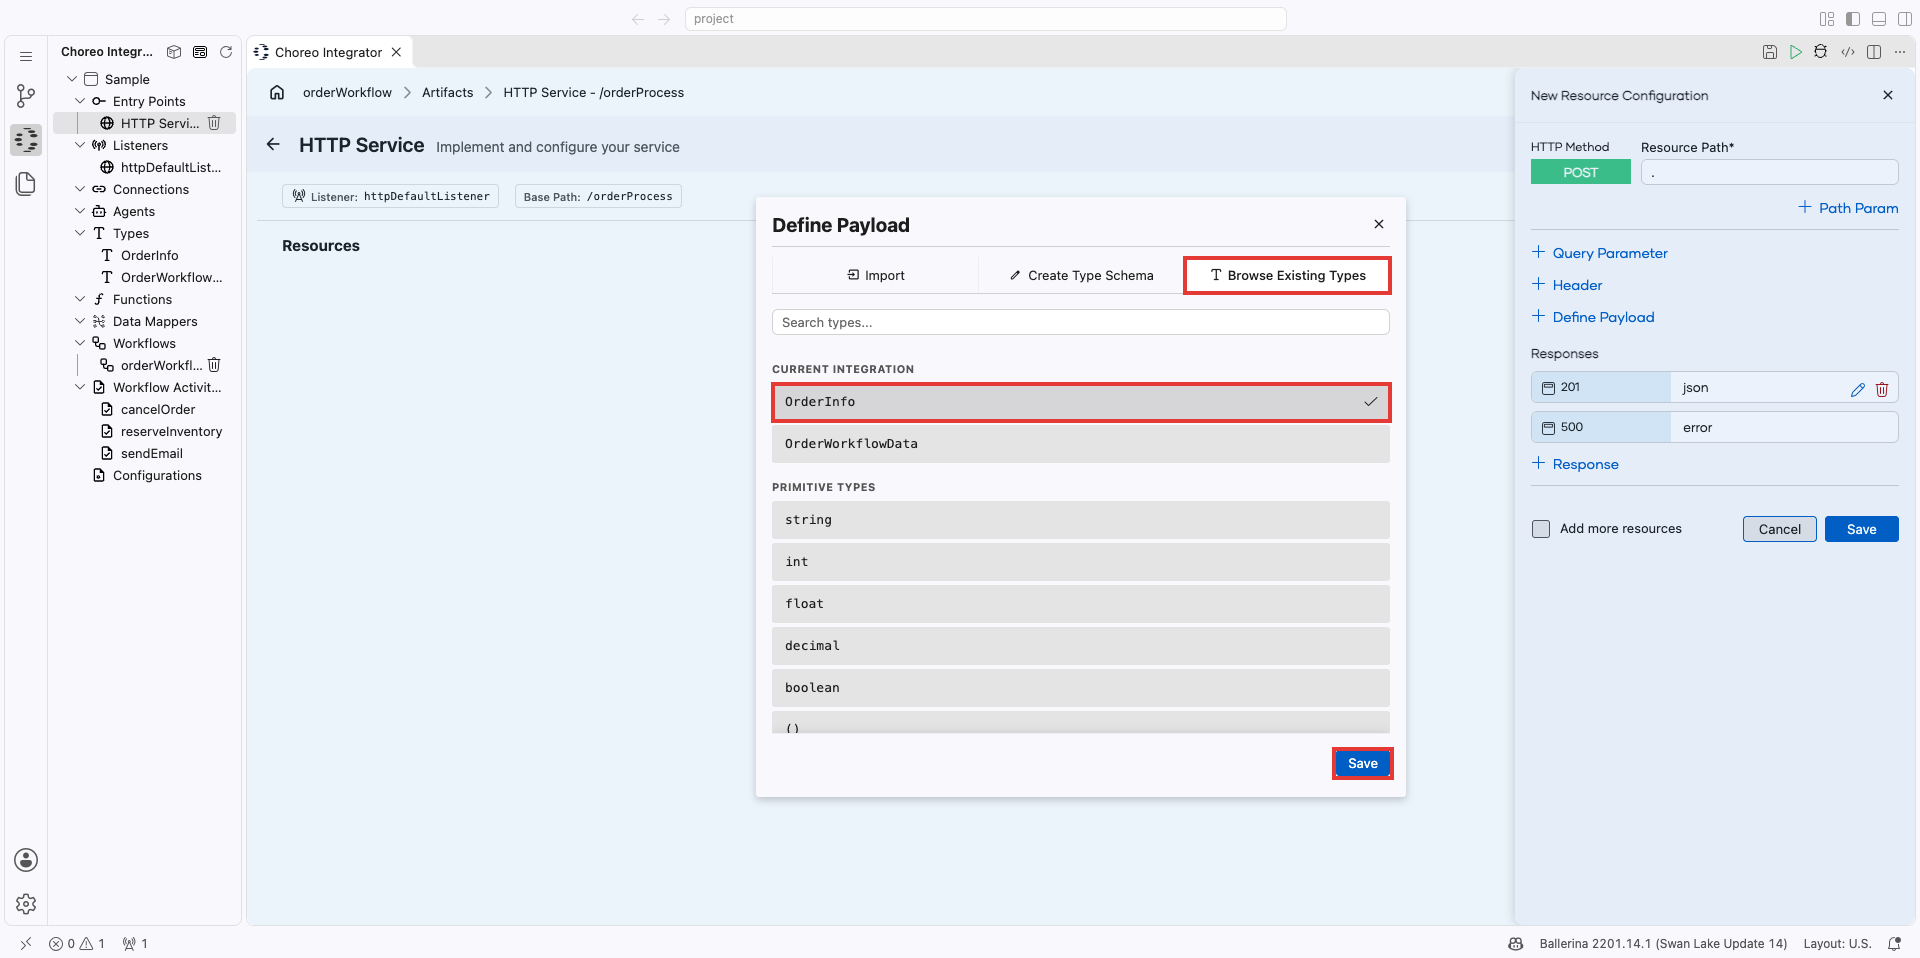 project
Choreo Integr...
Choreo Integrator
Sample
Entry Points
HTTP Servi...
Listeners
httpDefaultList...
Connections
Agents
Types
OrderInfo
OrderWorkflow...
Functions
Data Mappers
Workflows
orderWorkfl...
Workflow Activit...
cancelOrder
reserveInventory
sendEmail
Configurations
orderWorkflow > Artifacts > HTTP Service - /orderProcess
HTTP Service Implement and configure your service
Listener: httpDefaultListener
Base Path: /orderProcess
Resources
Define Payload
Import
Create Type Schema
Browse Existing Types
Search types...
CURRENT INTEGRATION
OrderInfo
OrderWorkflowData
PRIMITIVE TYPES
string
int
float
decimal
boolean
()
Save
New Resource Configuration
HTTP Method
Resource Path*
POST
.
Path Param
Query Parameter
Header
Define Payload
Responses
201 json
500 error
Response
Add more resources
Cancel
Save
0 1 1
Ballerina 2201.14.1 (Swan Lake Update 14)
Layout: U.S.